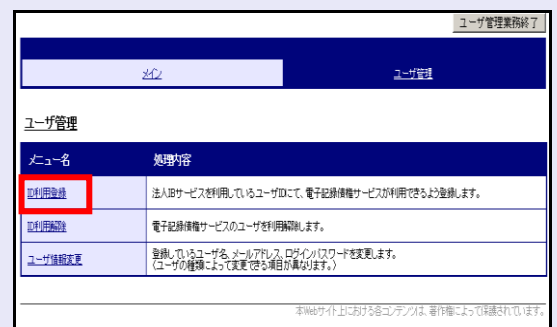 ユーザ管理業務終了
メイン ユーザ管理
ユーザ管理
メニュー名 処理内容
ID利用登録 法人IBサービスを利用しているユーザIDにて、電子記録債権サービスが利用できるよう登録します。
ID利用解除 電子記録債権サービスのユーザを利用解除します。
ユーザ情報変更 登録しているユーザ名、メールアドレス、ログインパスワードを変更します。
(ユーザの種類によって変更できる項目が異なります。)
本Webサイト上における各コンテンツは、著作権によって保護されています。